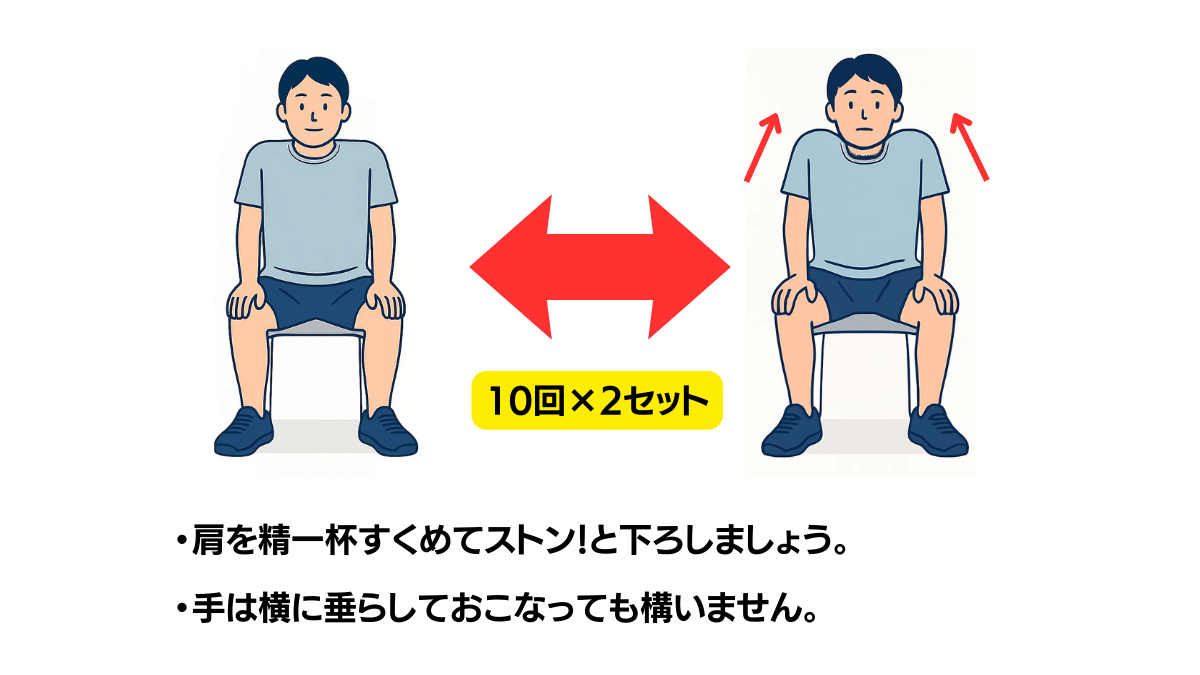 10回×2セット
・肩を精一杯すくめてストン!と下ろしましょう。
・手は横に垂らしておこなっても構いません。